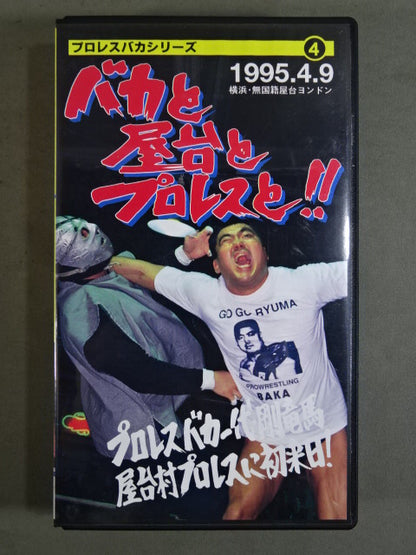 プロレスバカシリーズ
4
1995.4.9
横浜・無国籍屋台ヨンドン
バカと
屋台と
プロレスと!!
GO GO RYUMA
PROWRESTLING
BAKA
プロレスバカー!!代剛竜馬
屋台村プロレスに初来日!